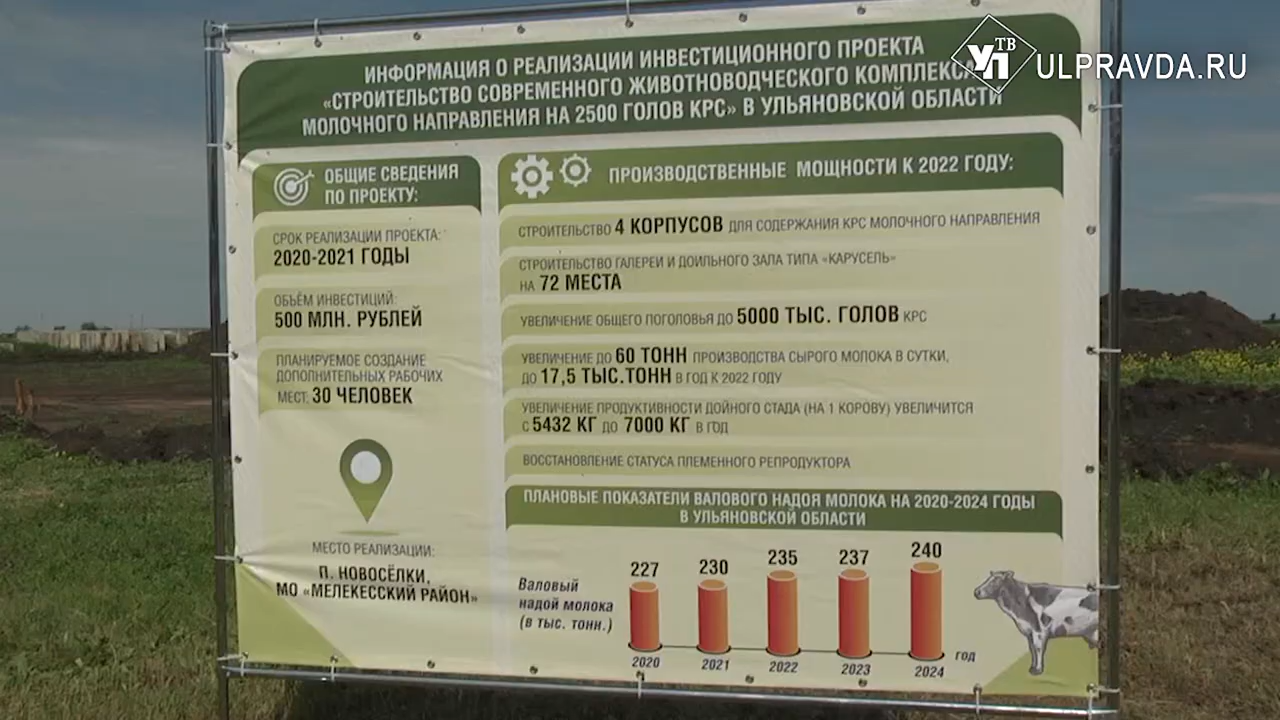 ИНФОРМАЦИЯ О РЕАЛИЗАЦИИ ИНВЕСТИЦИОННОГО ПРОЕКТА
«СТРОИТЕЛЬСТВО СОВРЕМЕННОГО ЖИВОТНОВОДЧЕСКОГО КОМПЛЕКСА
МОЛОЧНОГО НАПРАВЛЕНИЯ НА 2500 ГОЛОВ КРС» В УЛЬЯНОВСКОЙ ОБЛАСТИ
УП ТВ
ULPRAVDA.RU
ОБЩИЕ СВЕДЕНИЯ
ПО ПРОЕКТУ:
СРОК РЕАЛИЗАЦИИ ПРОЕКТА:
2020-2021 ГОДЫ
ОБЪЁМ ИНВЕСТИЦИЙ:
500 МЛН. РУБЛЕЙ
ПЛАНИРУЕМОЕ СОЗДАНИЕ
ДОПОЛНИТЕЛЬНЫХ РАБОЧИХ
МЕСТ: 30 ЧЕЛОВЕК
МЕСТО РЕАЛИЗАЦИИ:
П. НОВОСЁЛКИ,
МО «МЕЛЕКЕССКИЙ РАЙОН»
ПРОИЗВОДСТВЕННЫЕ МОЩНОСТИ К 2022 ГОДУ:
СТРОИТЕЛЬСТВО 4 КОРПУСОВ ДЛЯ СОДЕРЖАНИЯ КРС МОЛОЧНОГО НАПРАВЛЕНИЯ
СТРОИТЕЛЬСТВО ГАЛЕРЕИ И ДОИЛЬНОГО ЗАЛА ТИПА «КАРУСЕЛЬ»
НА 72 МЕСТА
УВЕЛИЧЕНИЕ ОБЩЕГО ПОГОЛОВЬЯ ДО 5000 ТЫС. ГОЛОВ КРС
УВЕЛИЧЕНИЕ ДО 60 ТОНН ПРОИЗВОДСТВА СЫРОГО МОЛОКА В СУТКИ,
ДО 17,5 ТЫС.ТОНН В ГОД К 2022 ГОДУ
УВЕЛИЧЕНИЕ ПРОДУКТИВНОСТИ ДОЙНОГО СТАДА (НА 1 КОРОВУ) УВЕЛИЧИТСЯ
С 5432 КГ ДО 7000 КГ В ГОД
ВОССТАНОВЛЕНИЕ СТАТУСА ПЛЕМЕННОГО РЕПРОДУКТОРА
ПЛАНОВЫЕ ПОКАЗАТЕЛИ ВАЛОВОГО НАДОЯ МОЛОКА НА 2020-2024 ГОДЫ
В УЛЬЯНОВСКОЙ ОБЛАСТИ
Валовый
надой молока
(в тыс. тонн.)
227 230 235 237 240
2020 2021 2022 2023 2024 год